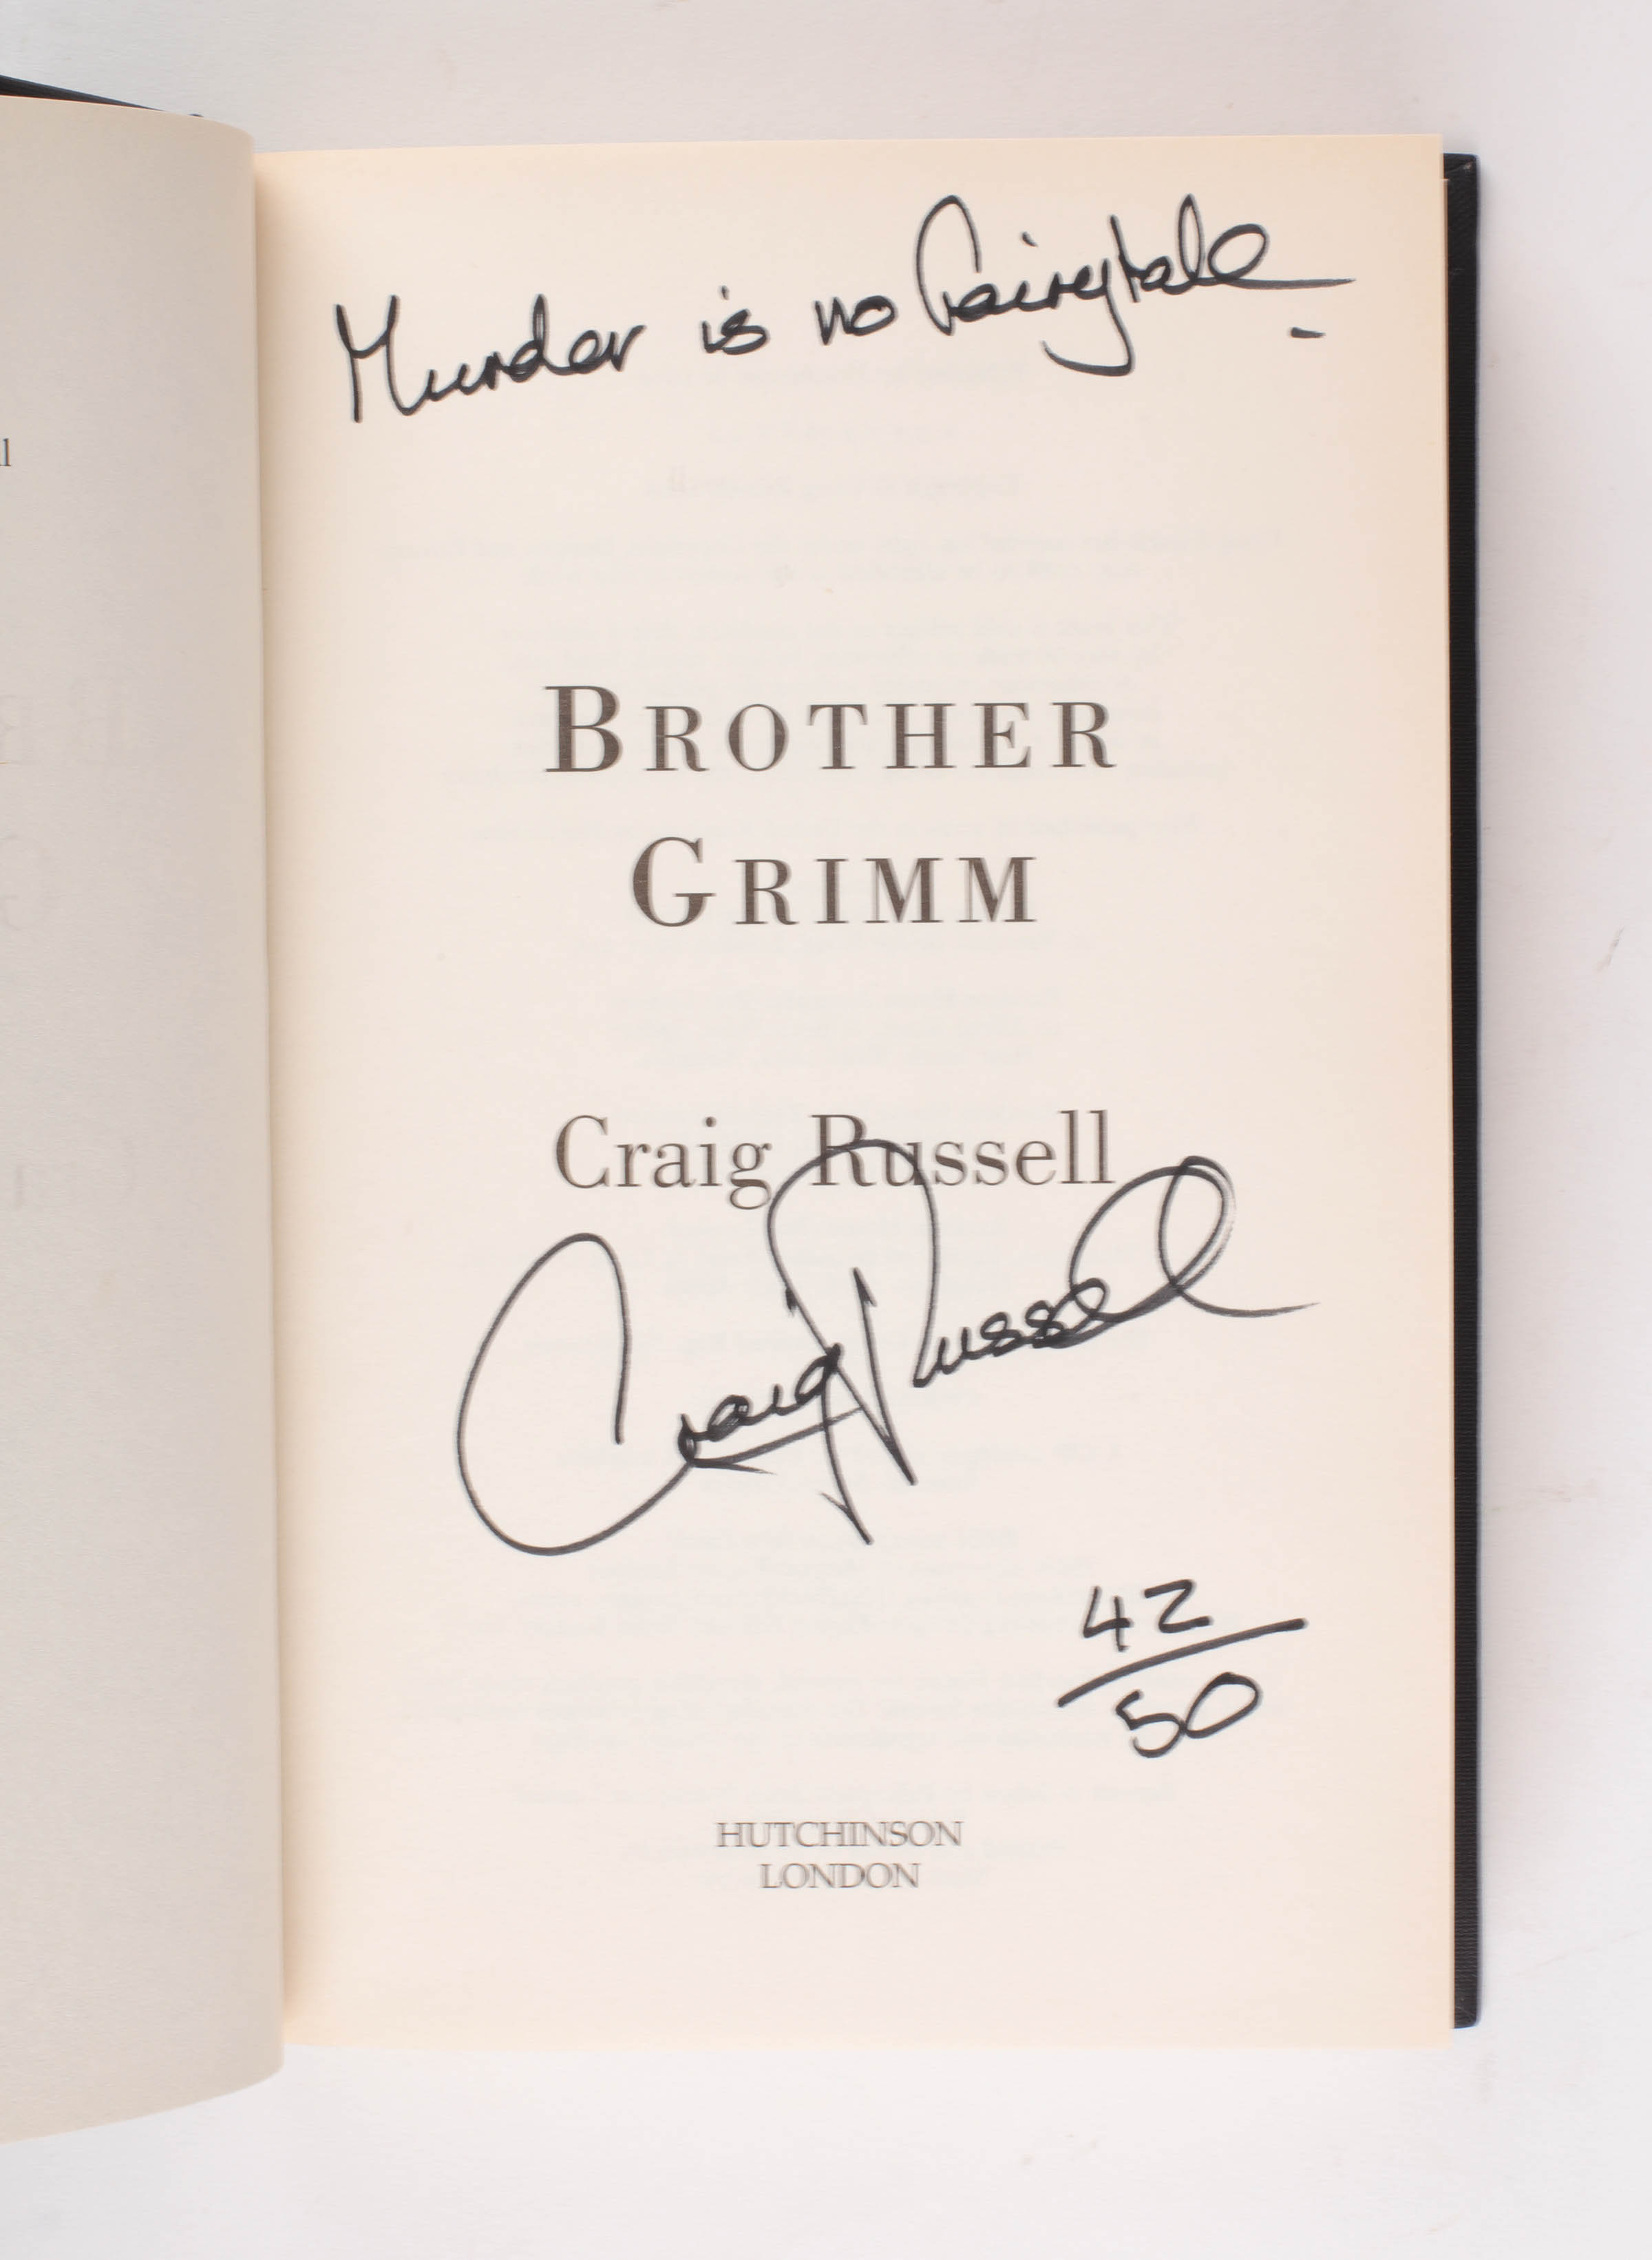 Murder is no fairytale.
BROTHER
GRIMM
Craig Russell
Craig Russell
42
50
HUTCHINSON
LONDON